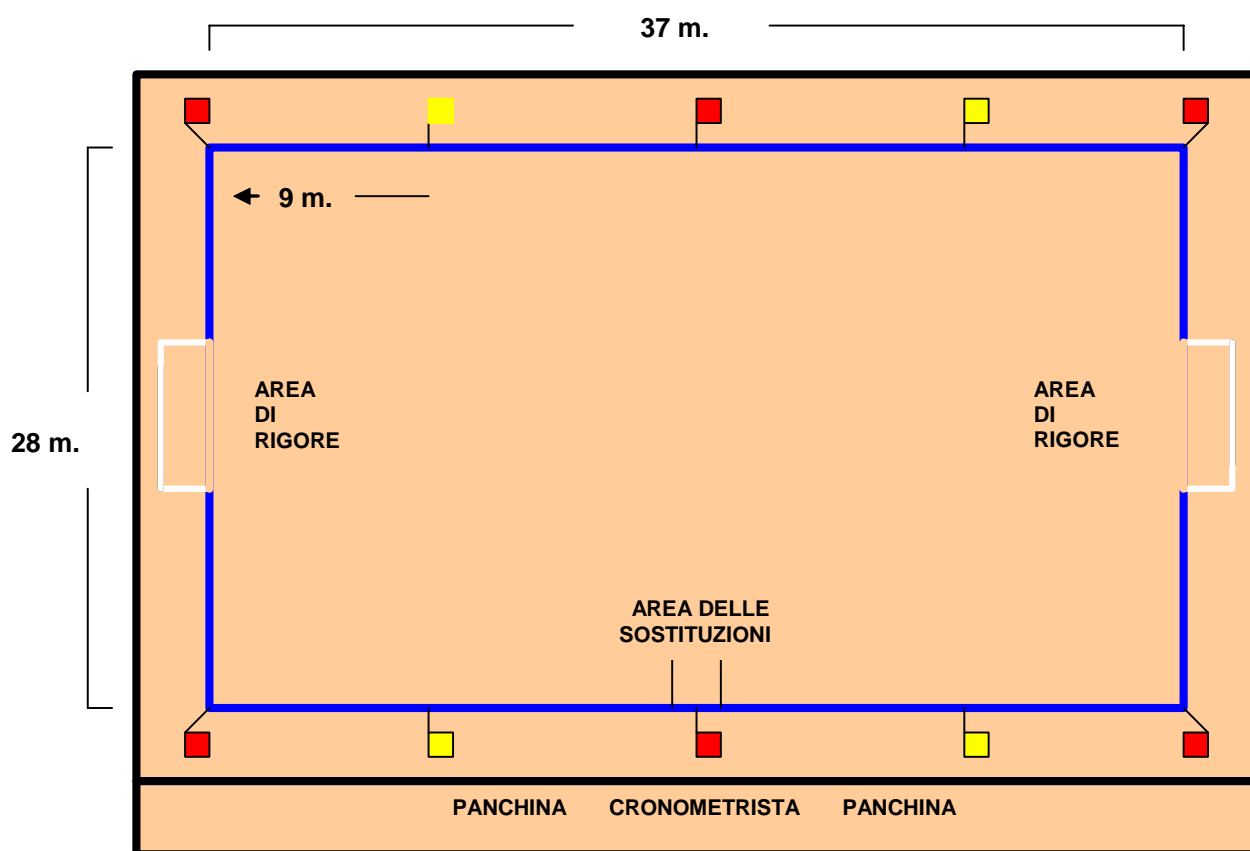 37 m.
9 m.
AREA
DI
RIGORE
AREA
DI
RIGORE
28 m.
AREA DELLE
SOSTITUZIONI
PANCHINA CRONOMETRISTA PANCHINA